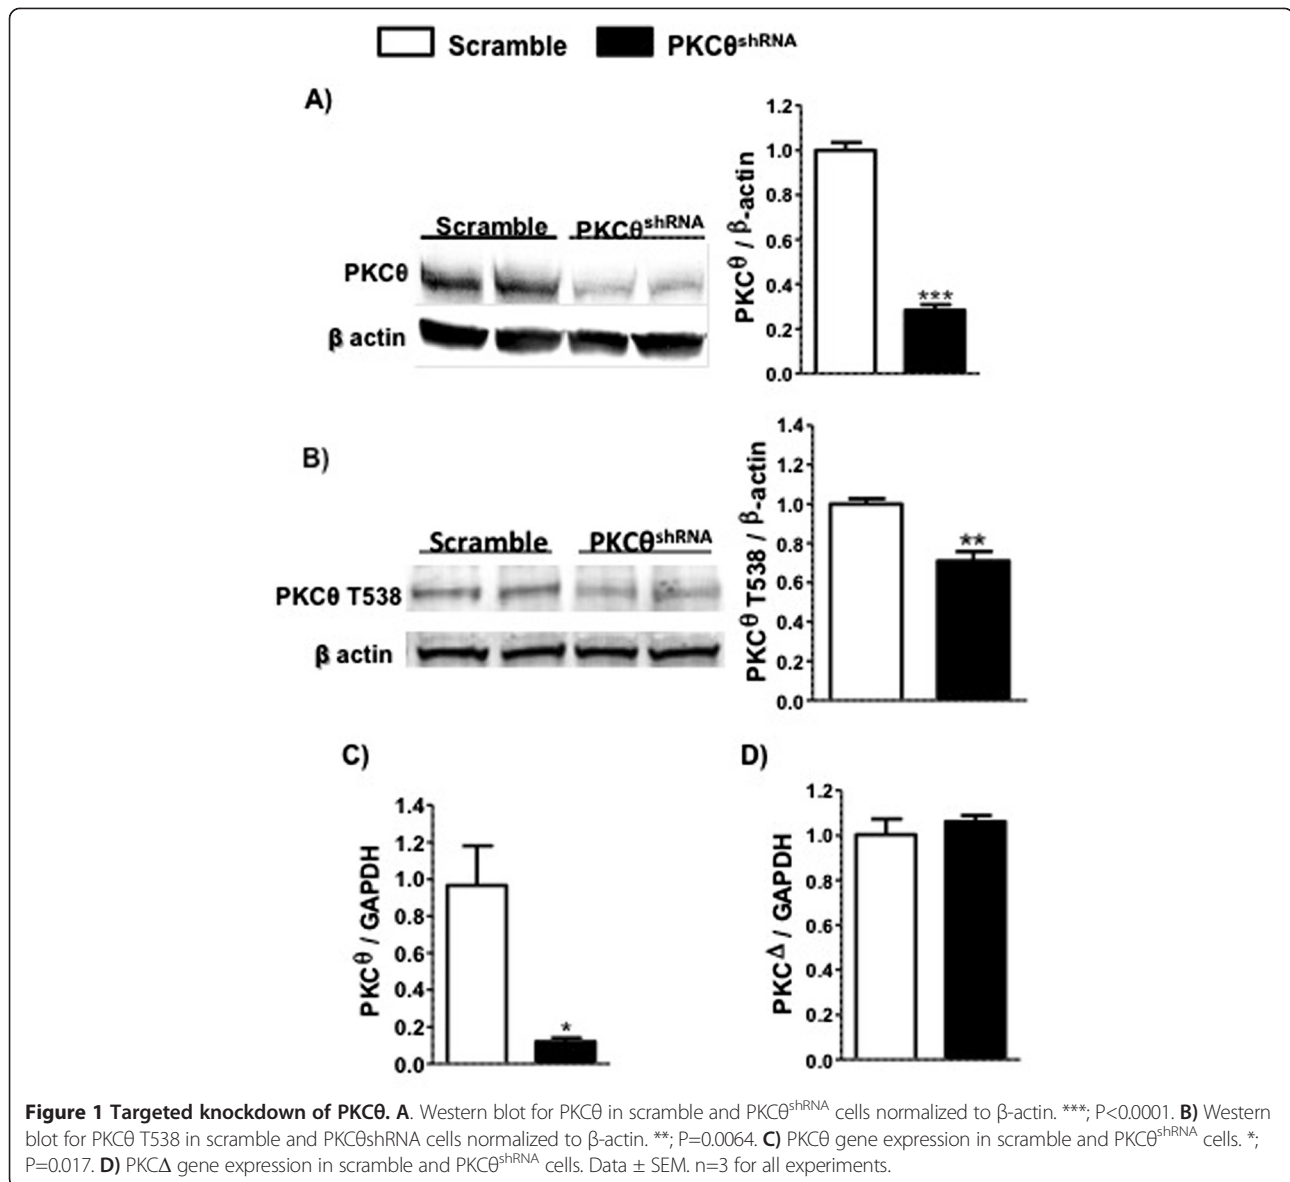 Scramble PKCθshRNA
A)
1.2
1.0
0.8
0.6
0.4
0.2
0.0
PKCθ / β-actin
***
Scramble PKCθshRNA
PKCθ
β actin
B)
1.4
1.2
1.0
0.8
0.6
0.4
0.2
0.0
PKCθ T538 / β-actin
**
Scramble PKCθshRNA
PKCθ T538
β actin
C)
1.4
1.2
1.0
0.8
0.6
0.4
0.2
0.0
PKCθ / GAPDH
*
D)
1.2
1.0
0.8
0.6
0.4
0.2
0.0
PKCΔ / GAPDH
Figure 1 Targeted knockdown of PKCθ. A. Western blot for PKCθ in scramble and PKCθshRNA cells normalized to β-actin. ***; P<0.0001. B) Western
blot for PKCθ T538 in scramble and PKCθshRNA cells normalized to β-actin. **; P=0.0064. C) PKCθ gene expression in scramble and PKCθshRNA cells. *;
P=0.017. D) PKCΔ gene expression in scramble and PKCθshRNA cells. Data ± SEM. n=3 for all experiments.